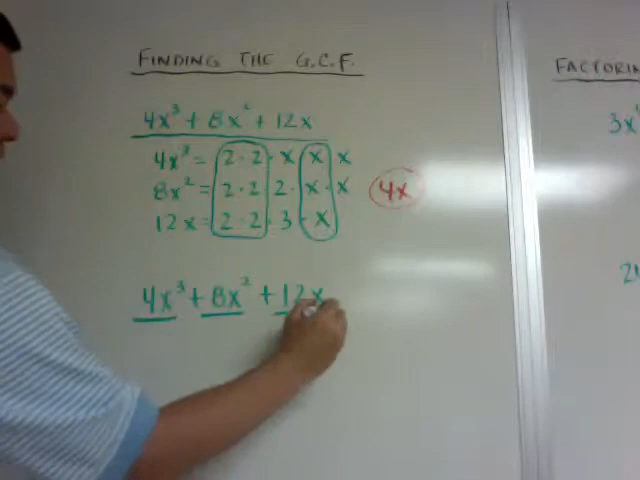 FINDING THE G.C.F.
4x³ + 8x² + 12x
4x³ = 2 · 2 · x x x
8x² = 2 · 2 2 · x · x
12x = 2 · 2 · 3 · x
4x
4x³ + 8x² + 12x
FACTORIN
3x
2